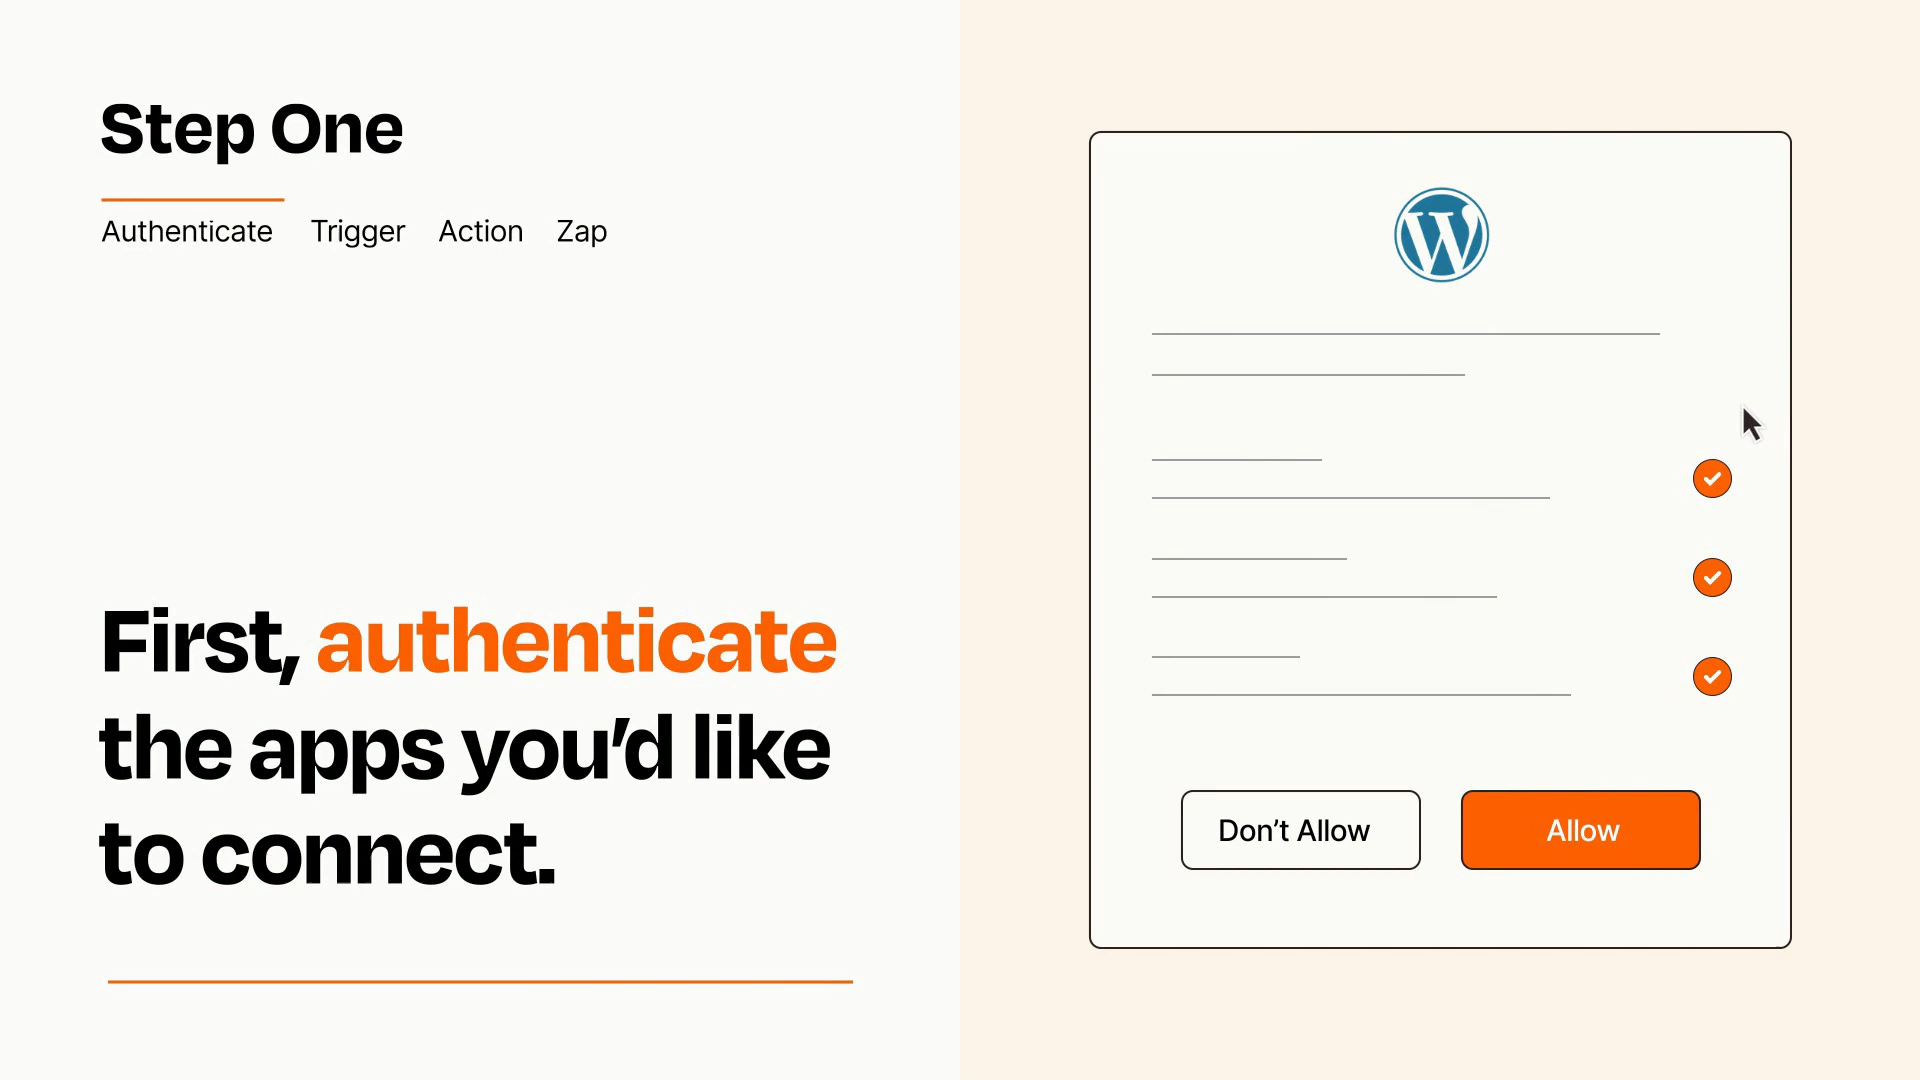 Step One
Authenticate Trigger Action Zap
First, authenticate
the apps you’d like
to connect.
Don’t Allow
Allow